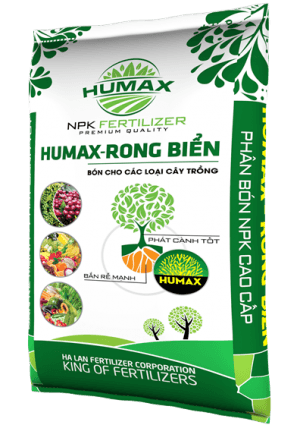 HUMAX
NPK FERTILIZER
PREMIUM QUALITY
HUMAX-RONG BIỂN
BÓN CHO CÁC LOẠI CÂY TRỒNG
PHÁT CÀNH TỐT
BẮN RỄ MẠNH
HUMAX
HA LAN FERTILIZER CORPORATION
KING OF FERTILIZERS
PHÂN BÓN NPK CAO CẤP
HUMAX-RONG BIỂN